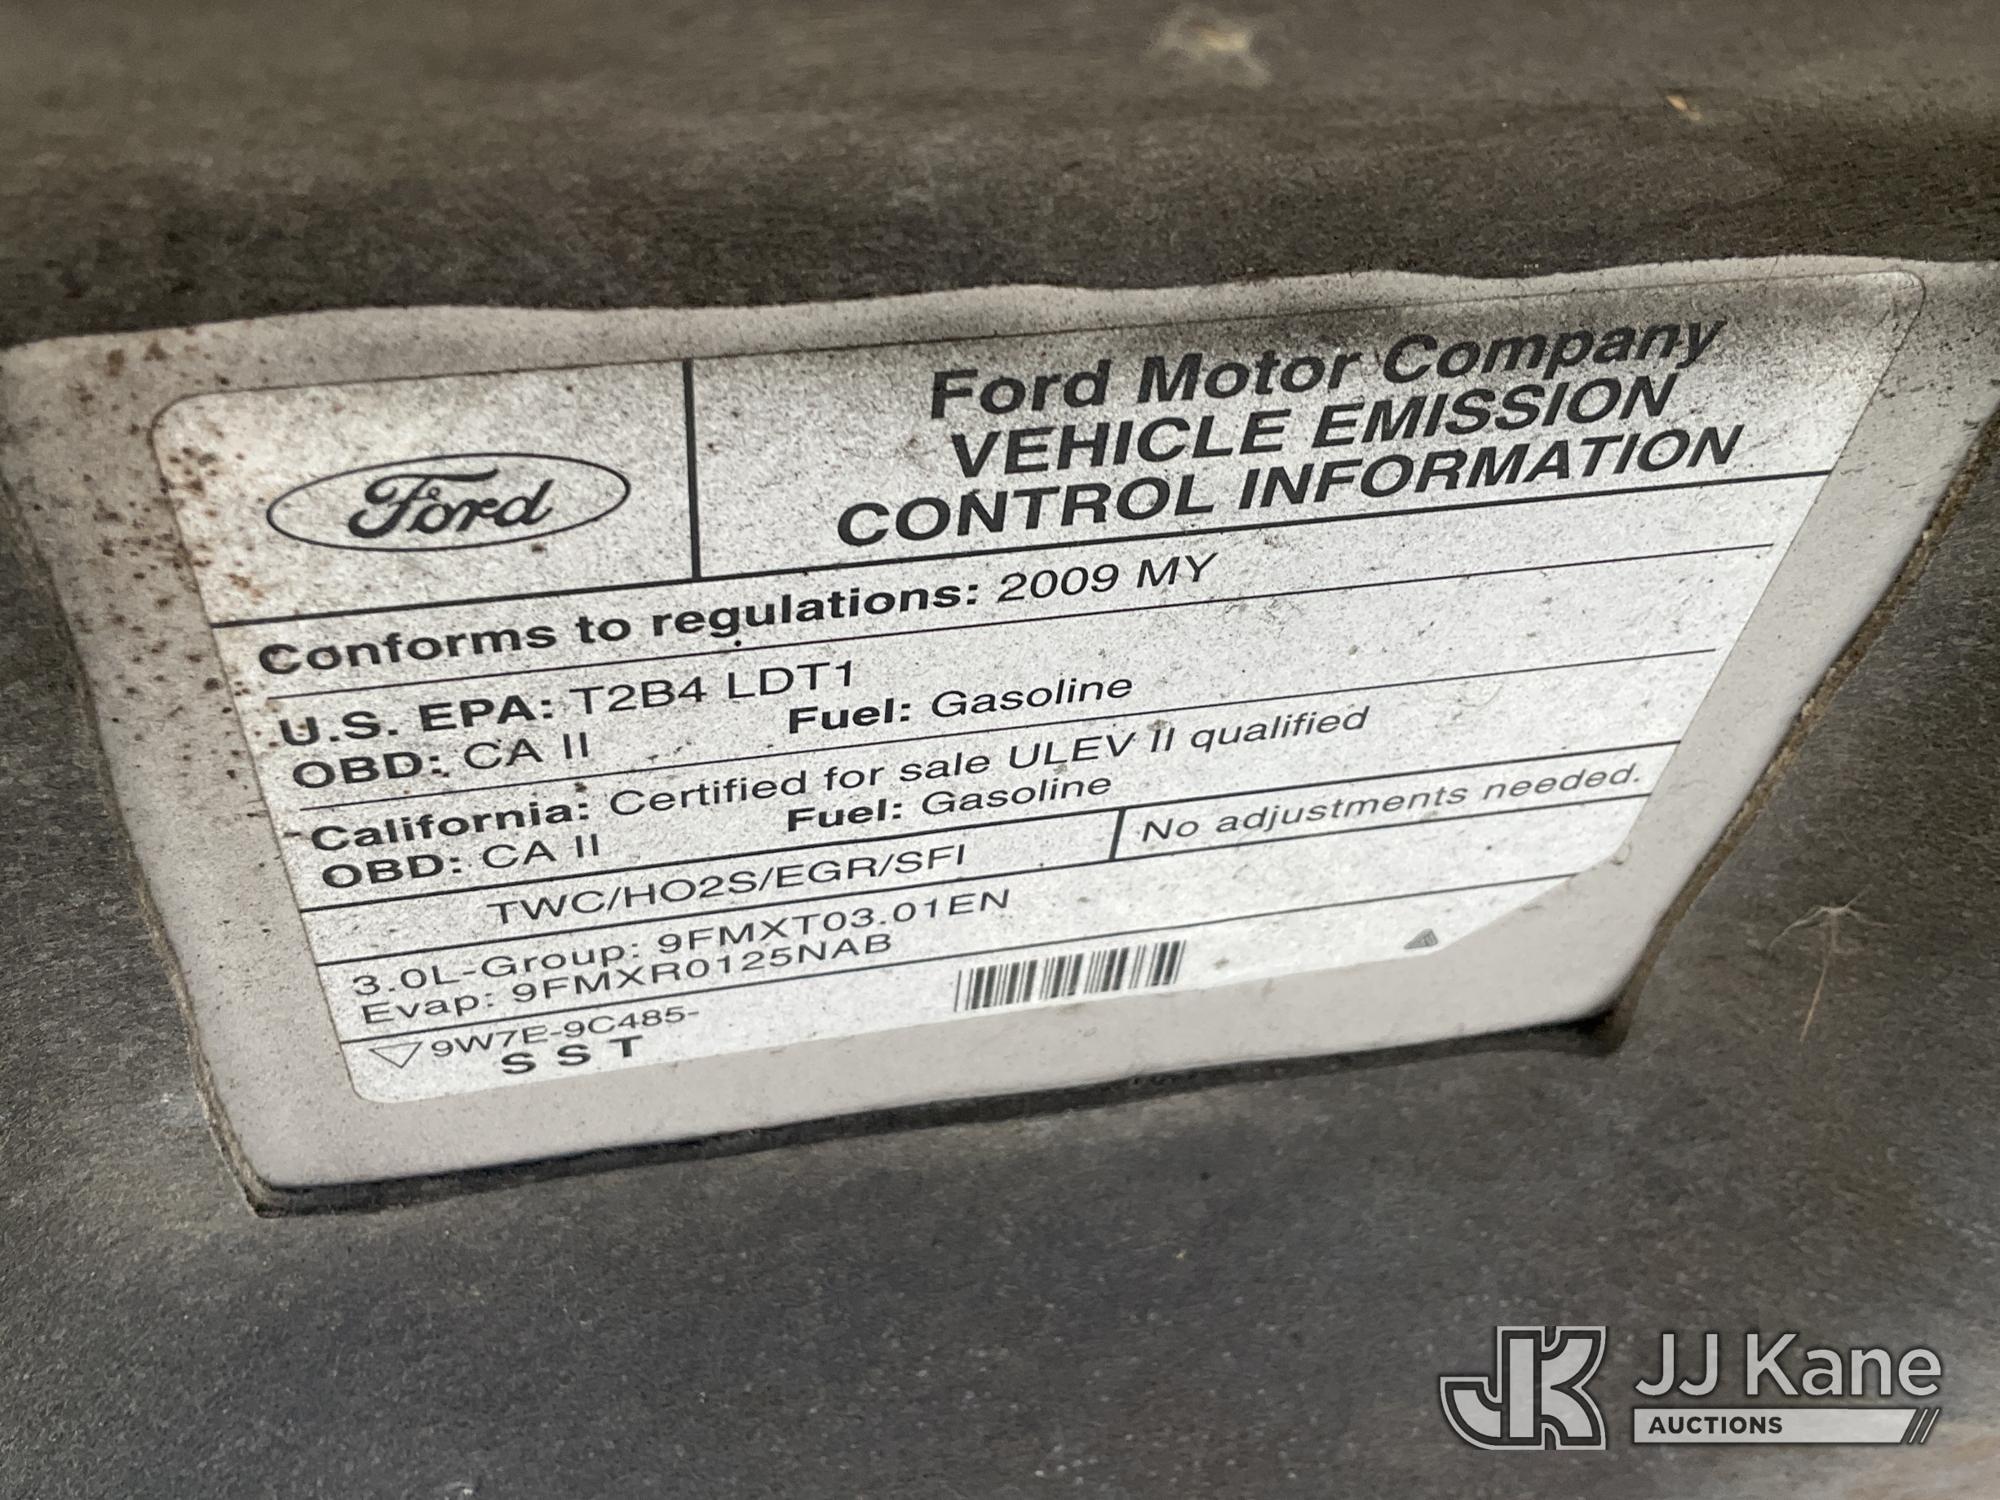 Ford
Ford Motor Company
VEHICLE EMISSION
CONTROL INFORMATION
Conforms to regulations: 2009 MY
U.S. EPA: T2B4 LDT1
OBD: CA II Fuel: Gasoline
California: Certified for sale ULEV II qualified
OBD: CA II Fuel: Gasoline
TWC/HO2S/EGR/SFI No adjustments needed.
3.0L-Group: 9FMXT03.01EN
Evap: 9FMXR0125NAB
9W7E-9C485-
S S T
JK JJ Kane
AUCTIONS